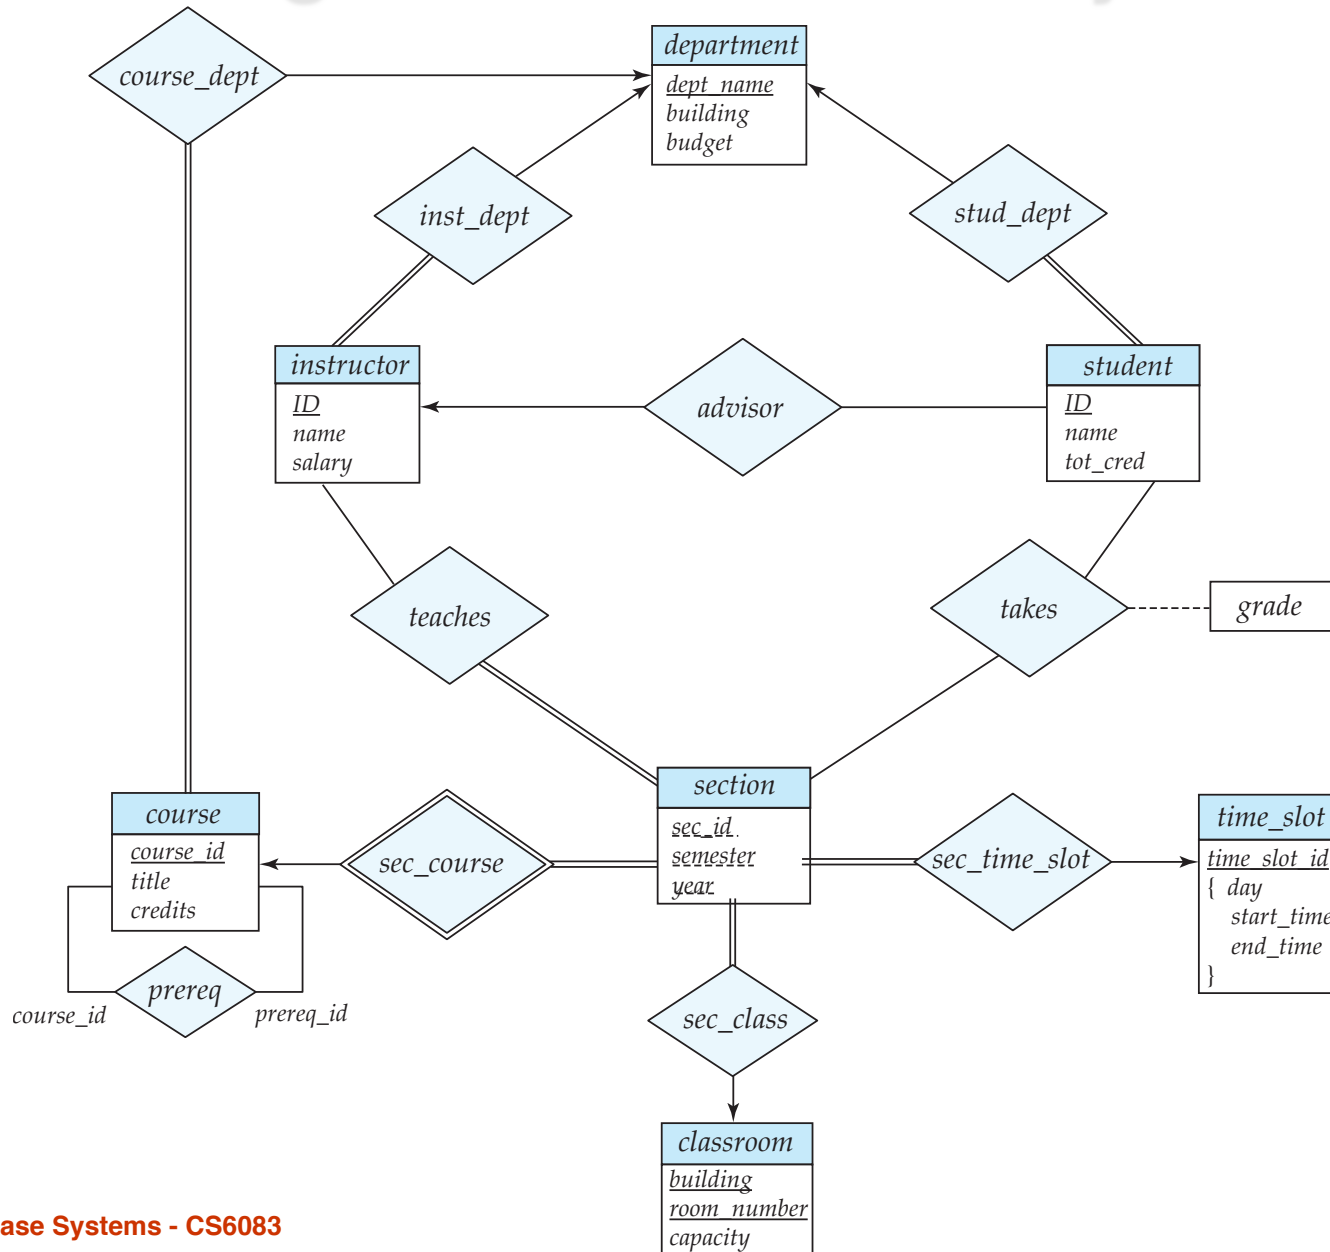 department
course_dept
dept_name
building
budget
inst_dept
stud_dept
instructor
ID
name
salary
advisor
student
ID
name
tot_cred
teaches
takes
grade
section
sec_id
semester
year
course
course_id
title
credits
sec_course
sec_time_slot
time_slot
time_slot_id
{ day
start_time
end_time
}
prereq
course_id
prereq_id
sec_class
classroom
building
room_number
capacity
ase Systems - CS6083